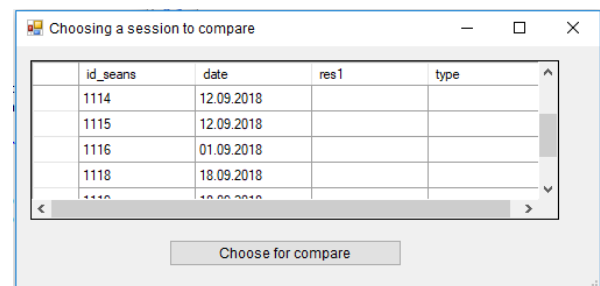 Choosing a session to compare
id_seans date res1 type
1114 12.09.2018
1115 12.09.2018
1116 01.09.2018
1118 18.09.2018
Choose for compare